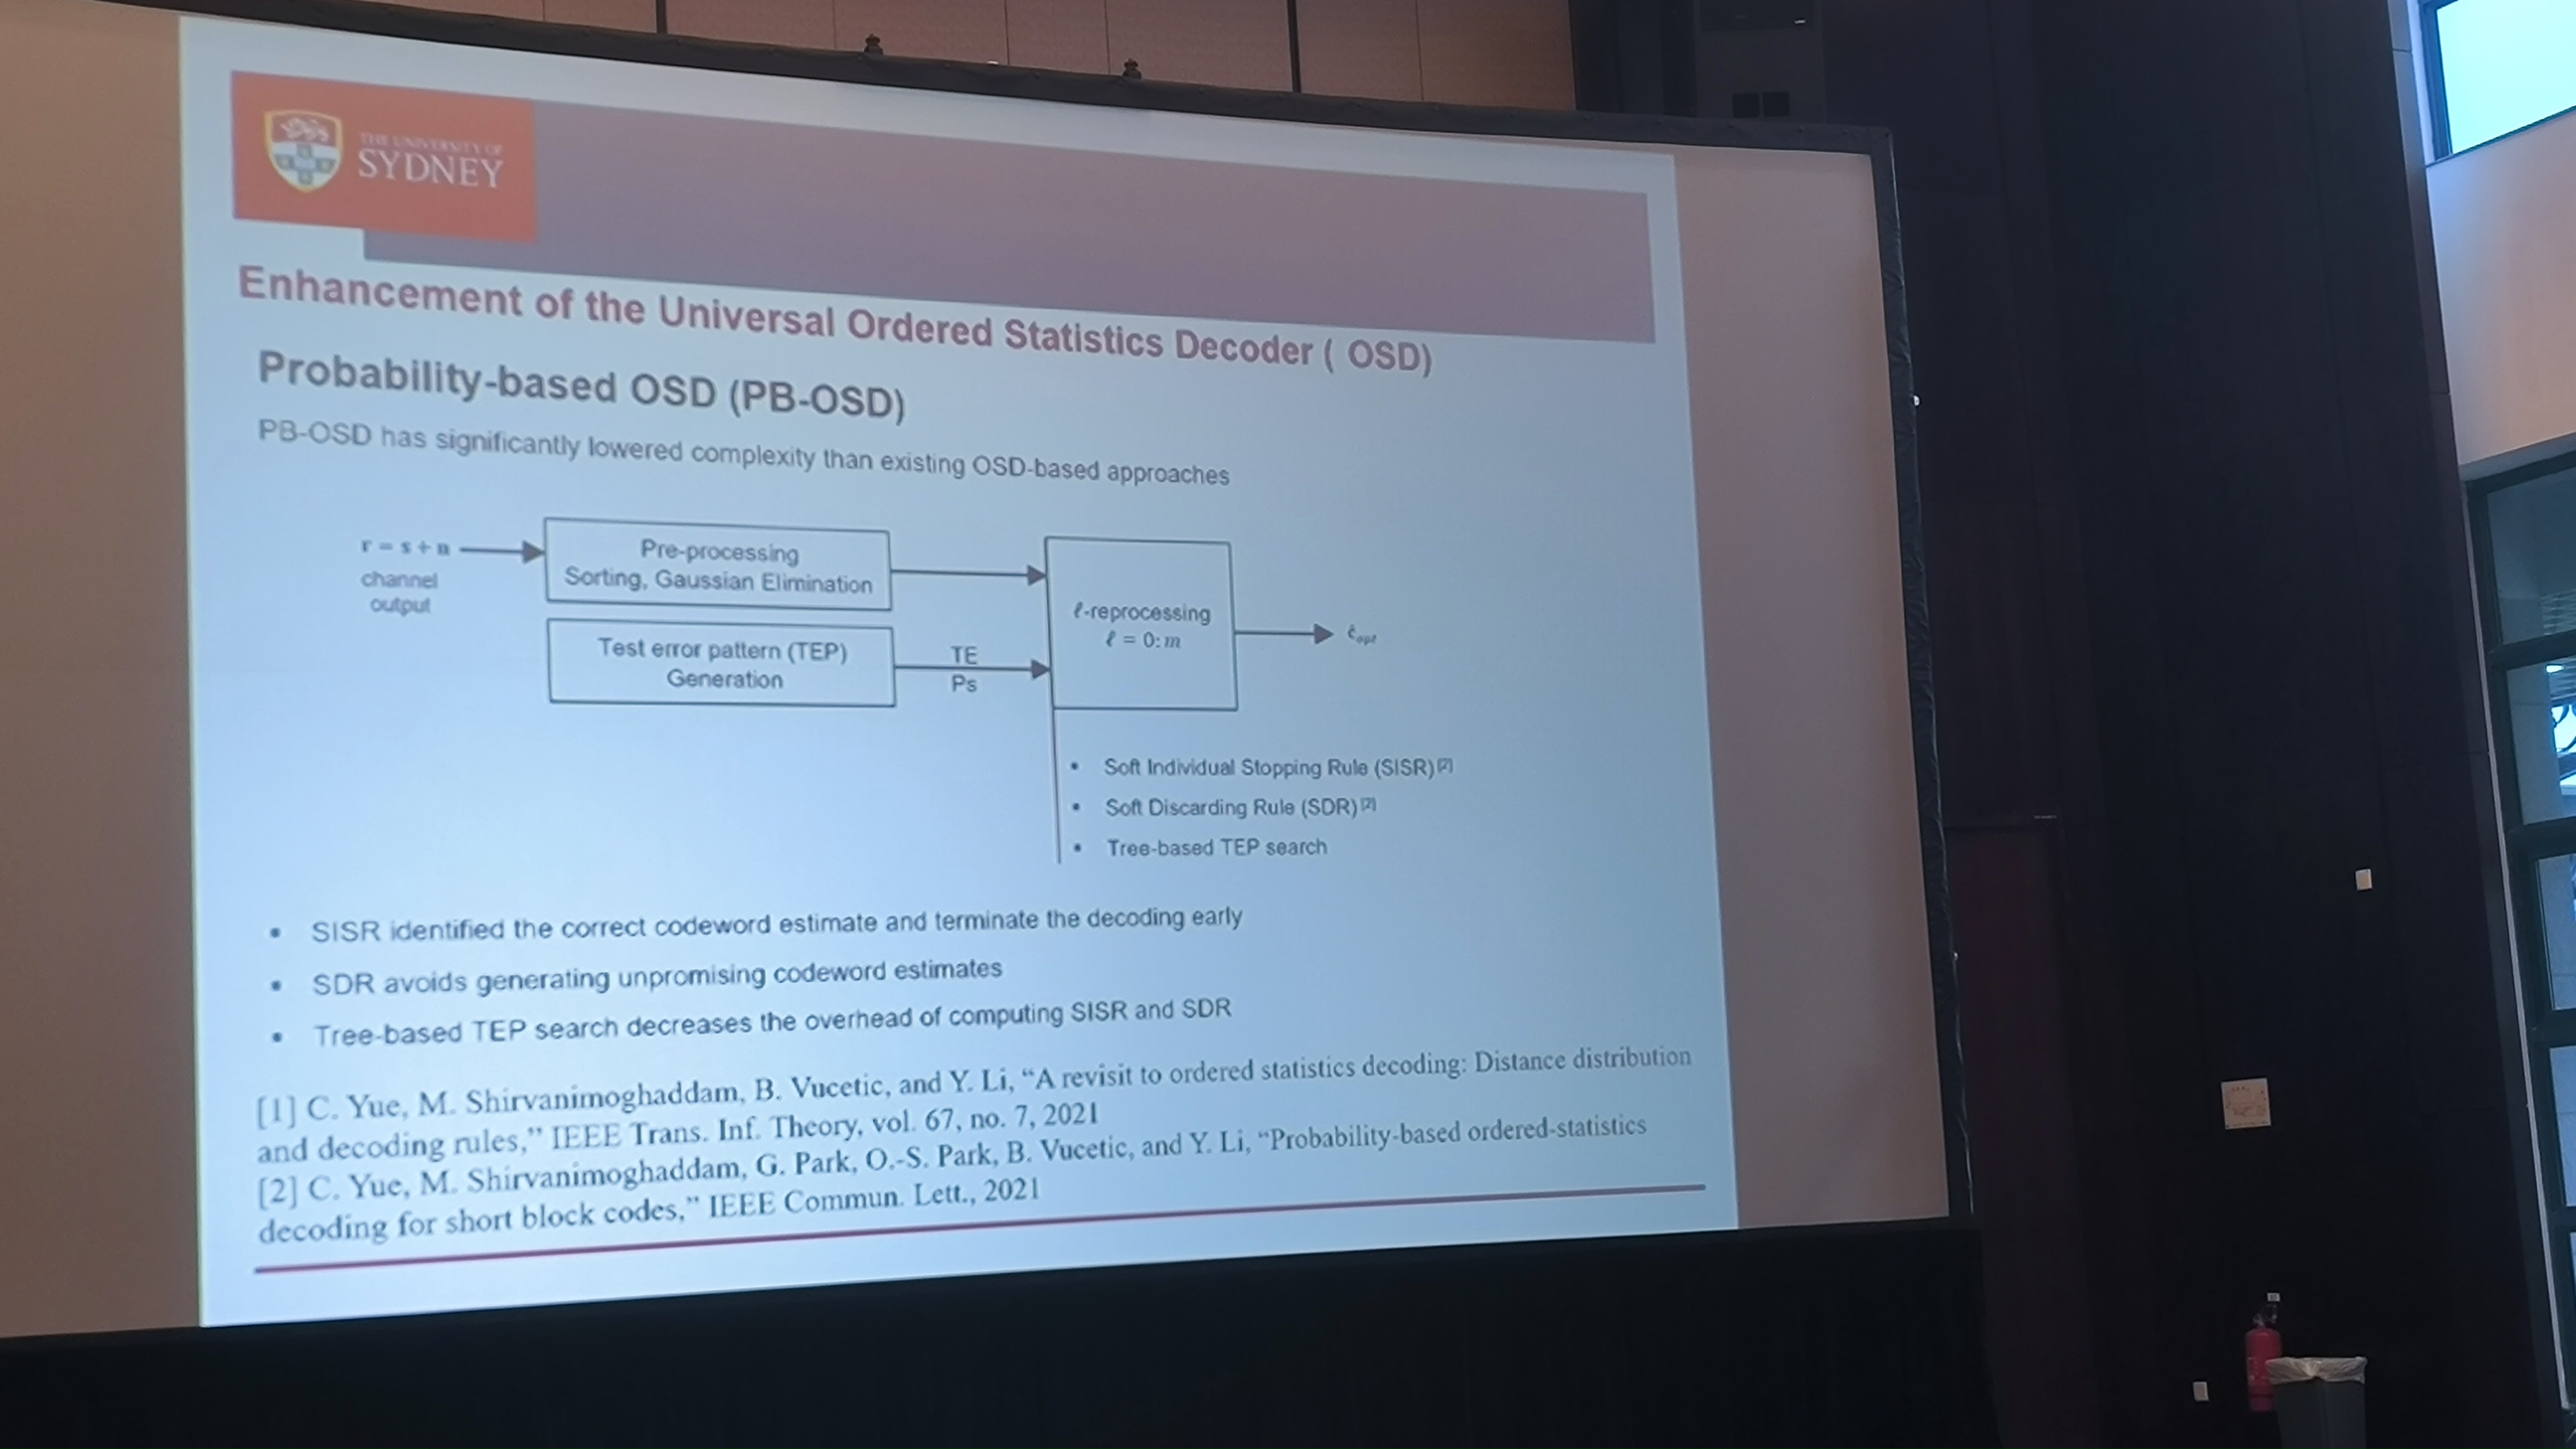 THE UNIVERSITY OF
SYDNEY
Enhancement of the Universal Ordered Statistics Decoder ( OSD)
Probability-based OSD (PB-OSD)
PB-OSD has significantly lowered complexity than existing OSD-based approaches
r = s + n
channel
output
Pre-processing
Sorting, Gaussian Elimination
Test error pattern (TEP)
Generation
TE
Ps
ℓ-reprocessing
ℓ = 0: m
ĉopt
• Soft Individual Stopping Rule (SISR)[2]
• Soft Discarding Rule (SDR)[2]
• Tree-based TEP search
• SISR identified the correct codeword estimate and terminate the decoding early
• SDR avoids generating unpromising codeword estimates
• Tree-based TEP search decreases the overhead of computing SISR and SDR
[1] C. Yue, M. Shirvanimoghaddam, B. Vucetic, and Y. Li, “A revisit to ordered statistics decoding: Distance distribution
and decoding rules,” IEEE Trans. Inf. Theory, vol. 67, no. 7, 2021
[2] C. Yue, M. Shirvanimoghaddam, G. Park, O.-S. Park, B. Vucetic, and Y. Li, “Probability-based ordered-statistics
decoding for short block codes,” IEEE Commun. Lett., 2021